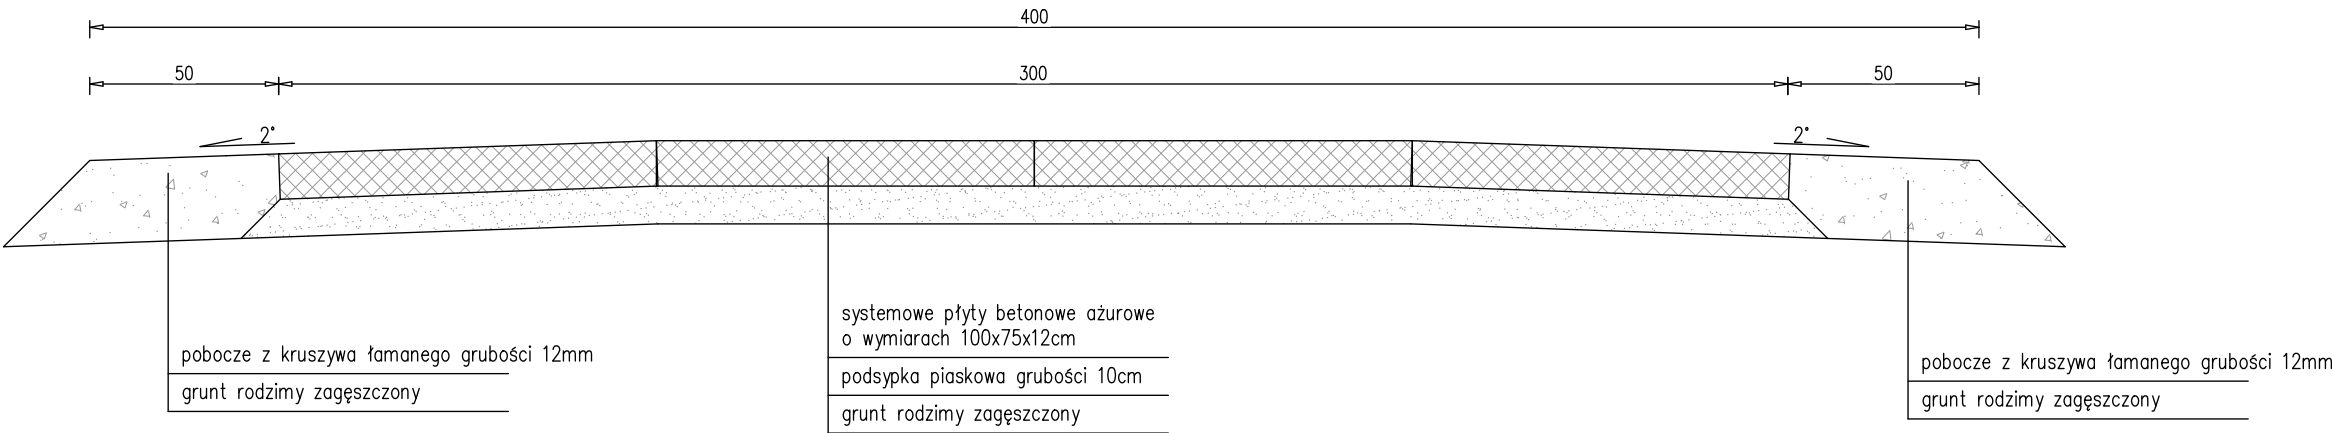 400
50
300
50
2°
2°
systemowe płyty betonowe ażurowe
o wymiarach 100x75x12cm
podsypka piaskowa grubości 10cm
grunt rodzimy zagęszczony
pobocze z kruszywa łamanego grubości 12mm
grunt rodzimy zagęszczony
pobocze z kruszywa łamanego grubości 12mm
grunt rodzimy zagęszczony